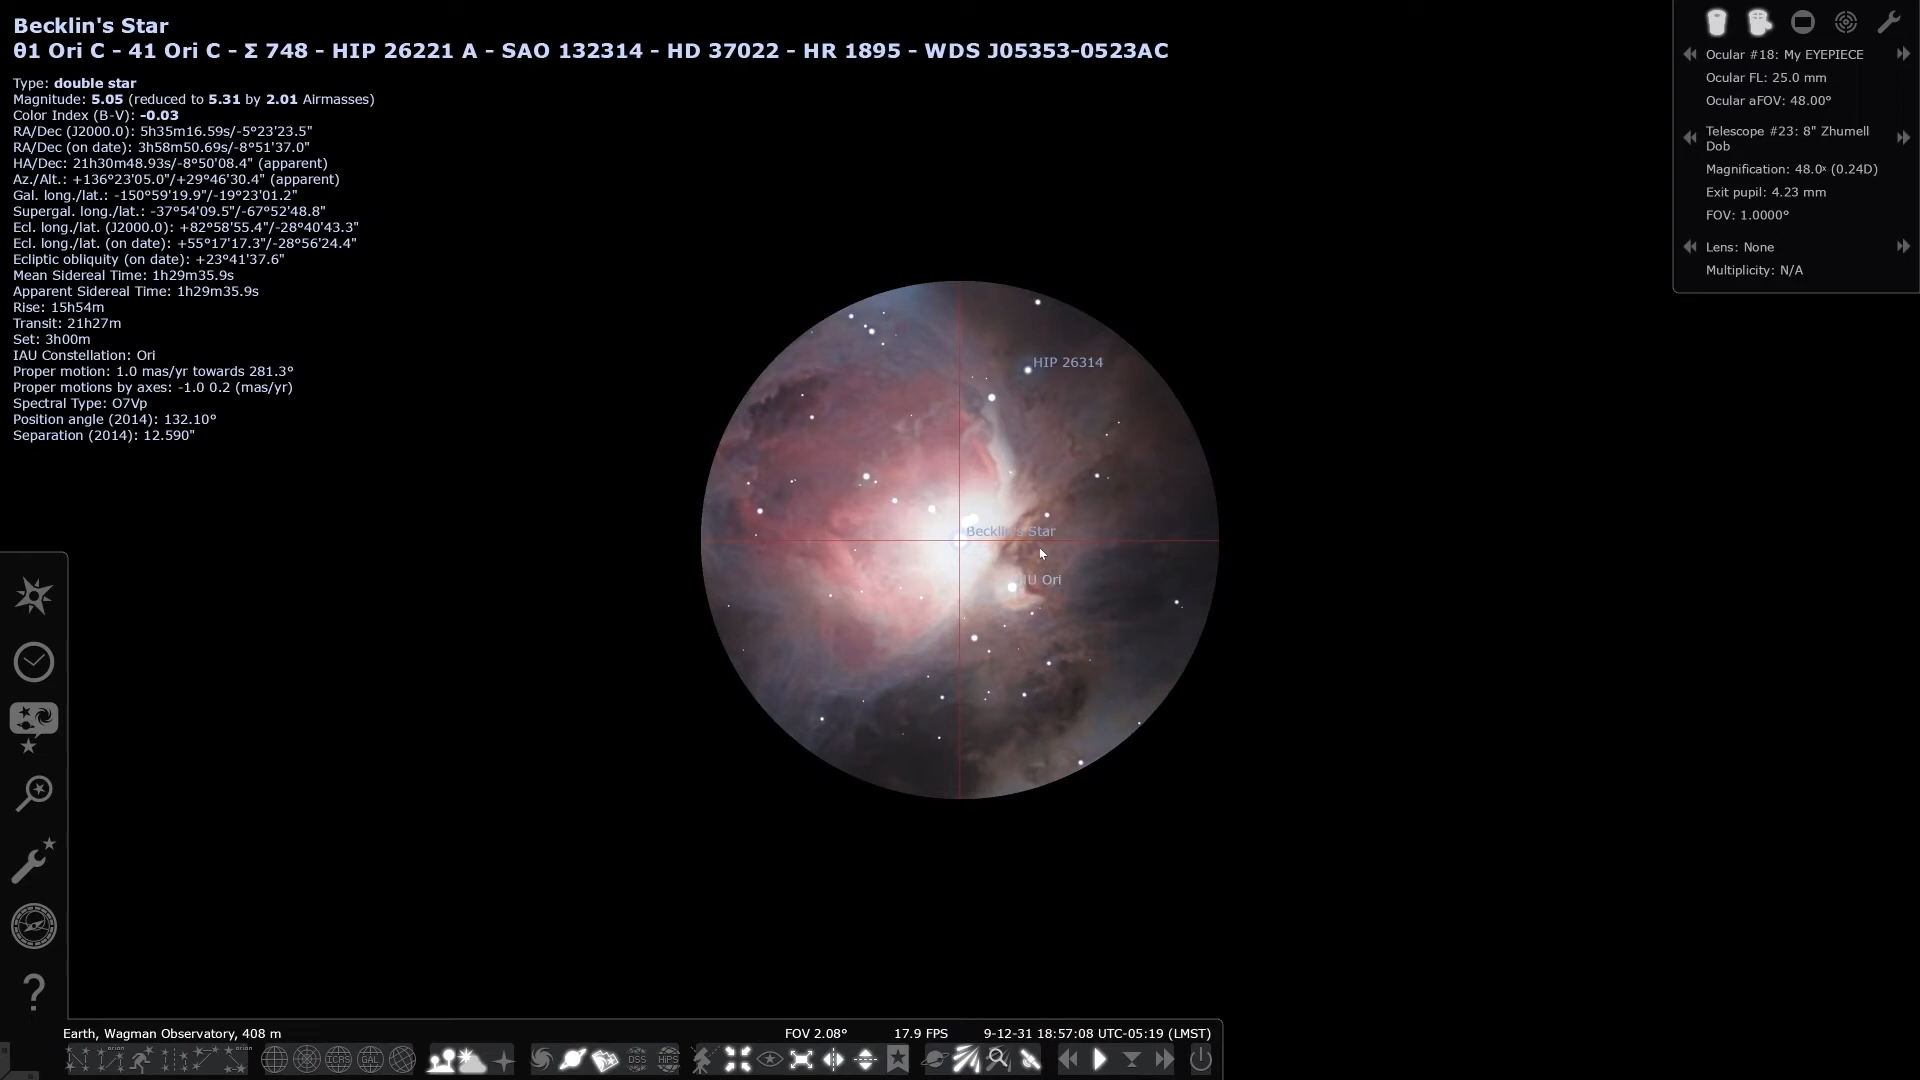 Becklin's Star
θ1 Ori C - 41 Ori C - Σ 748 - HIP 26221 A - SAO 132314 - HD 37022 - HR 1895 - WDS J05353-0523AC
Type: double star
Magnitude: 5.05 (reduced to 5.31 by 2.01 Airmasses)
Color Index (B-V): -0.03
RA/Dec (J2000.0): 5h35m16.59s/-5°23'23.5"
RA/Dec (on date): 3h58m50.69s/-8°51'37.0"
HA/Dec: 21h30m48.93s/-8°50'08.4" (apparent)
Az./Alt.: +136°23'05.0"/+29°46'30.4" (apparent)
Gal. long./lat.: -150°59'19.9"/-19°23'01.2"
Supergal. long./lat.: -37°54'09.5"/-67°52'48.8"
Ecl. long./lat. (J2000.0): +82°58'55.4"/-28°40'43.3"
Ecl. long./lat. (on date): +55°17'17.3"/-28°56'24.4"
Ecliptic obliquity (on date): +23°41'37.6"
Mean Sidereal Time: 1h29m35.9s
Apparent Sidereal Time: 1h29m35.9s
Rise: 15h54m
Transit: 21h27m
Set: 3h00m
IAU Constellation: Ori
Proper motion: 1.0 mas/yr towards 281.3°
Proper motions by axes: -1.0 0.2 (mas/yr)
Spectral Type: O7Vp
Position angle (2014): 132.10°
Separation (2014): 12.590"
Ocular #18: My EYEPIECE
Ocular FL: 25.0 mm
Ocular aFOV: 48.00°
Telescope #23: 8" Zhumell
Dob
Magnification: 48.0ˣ (0.24D)
Exit pupil: 4.23 mm
FOV: 1.0000°
Lens: None
Multiplicity: N/A
HIP 26314
Becklin's Star
U Ori
Earth, Wagman Observatory, 408 m
FOV 2.08°
17.9 FPS
9-12-31 18:57:08 UTC-05:19 (LMST)
ICRS
GAL
DSS
HiPS